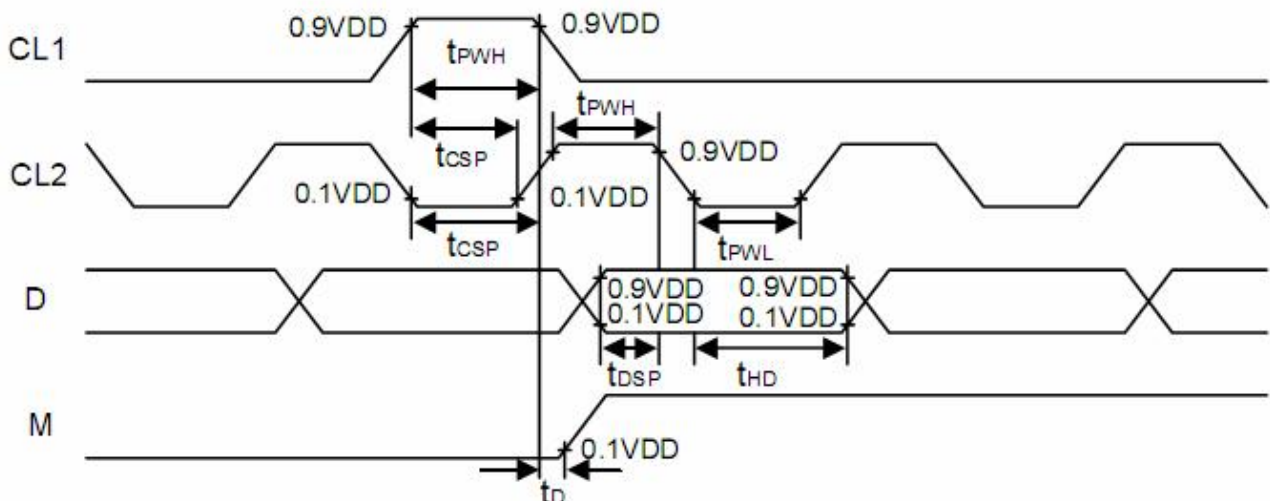 CL1
0.9VDD
0.9VDD
tPWH
tPWH
tCSP
CL2
0.9VDD
0.1VDD
0.1VDD
tCSP
tPWL
D
0.9VDD
0.9VDD
0.1VDD
0.1VDD
tDSP
tHD
M
0.1VDD
tD